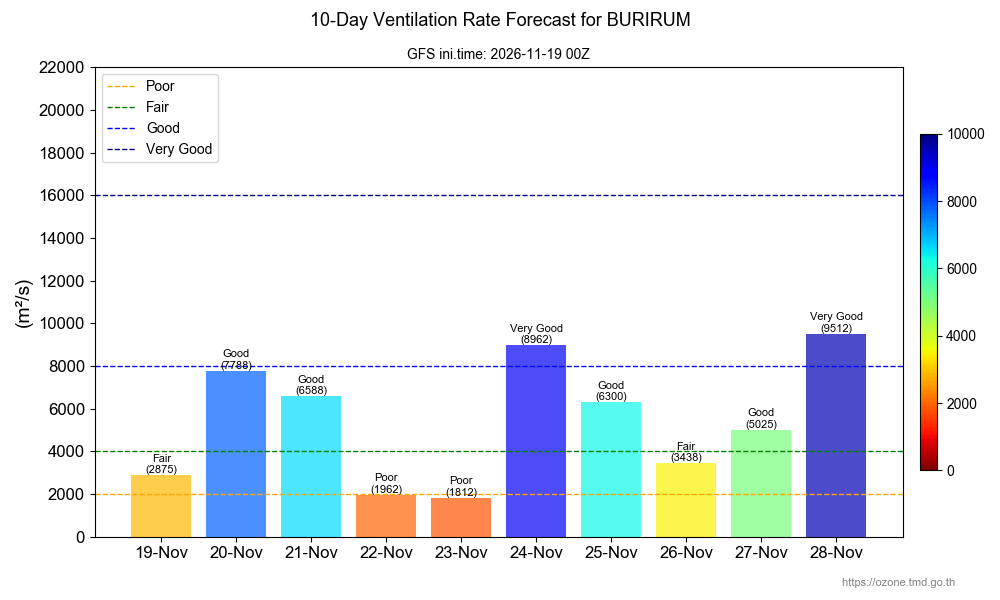 10-Day Ventilation Rate Forecast for BURIRUM
GFS ini.time: 2026-11-19 00Z
22000
20000
18000
16000
14000
12000
10000
8000
6000
4000
2000
0
(m²/s)
Poor
Fair
Good
Very Good
Fair
(2875)
Good
(7788)
Good
(6588)
Poor
(1962)
Poor
(1812)
Very Good
(8962)
Good
(6300)
Fair
(3438)
Good
(5025)
Very Good
(9512)
19-Nov 20-Nov 21-Nov 22-Nov 23-Nov 24-Nov 25-Nov 26-Nov 27-Nov 28-Nov
10000
8000
6000
4000
2000
0
https://ozone.tmd.go.th